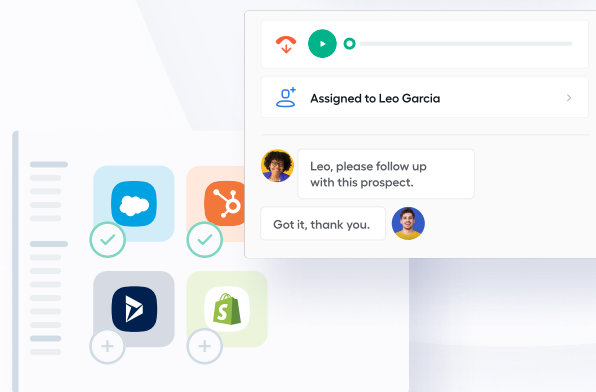 Assigned to Leo Garcia
Leo, please follow up
with this prospect.
Got it, thank you.